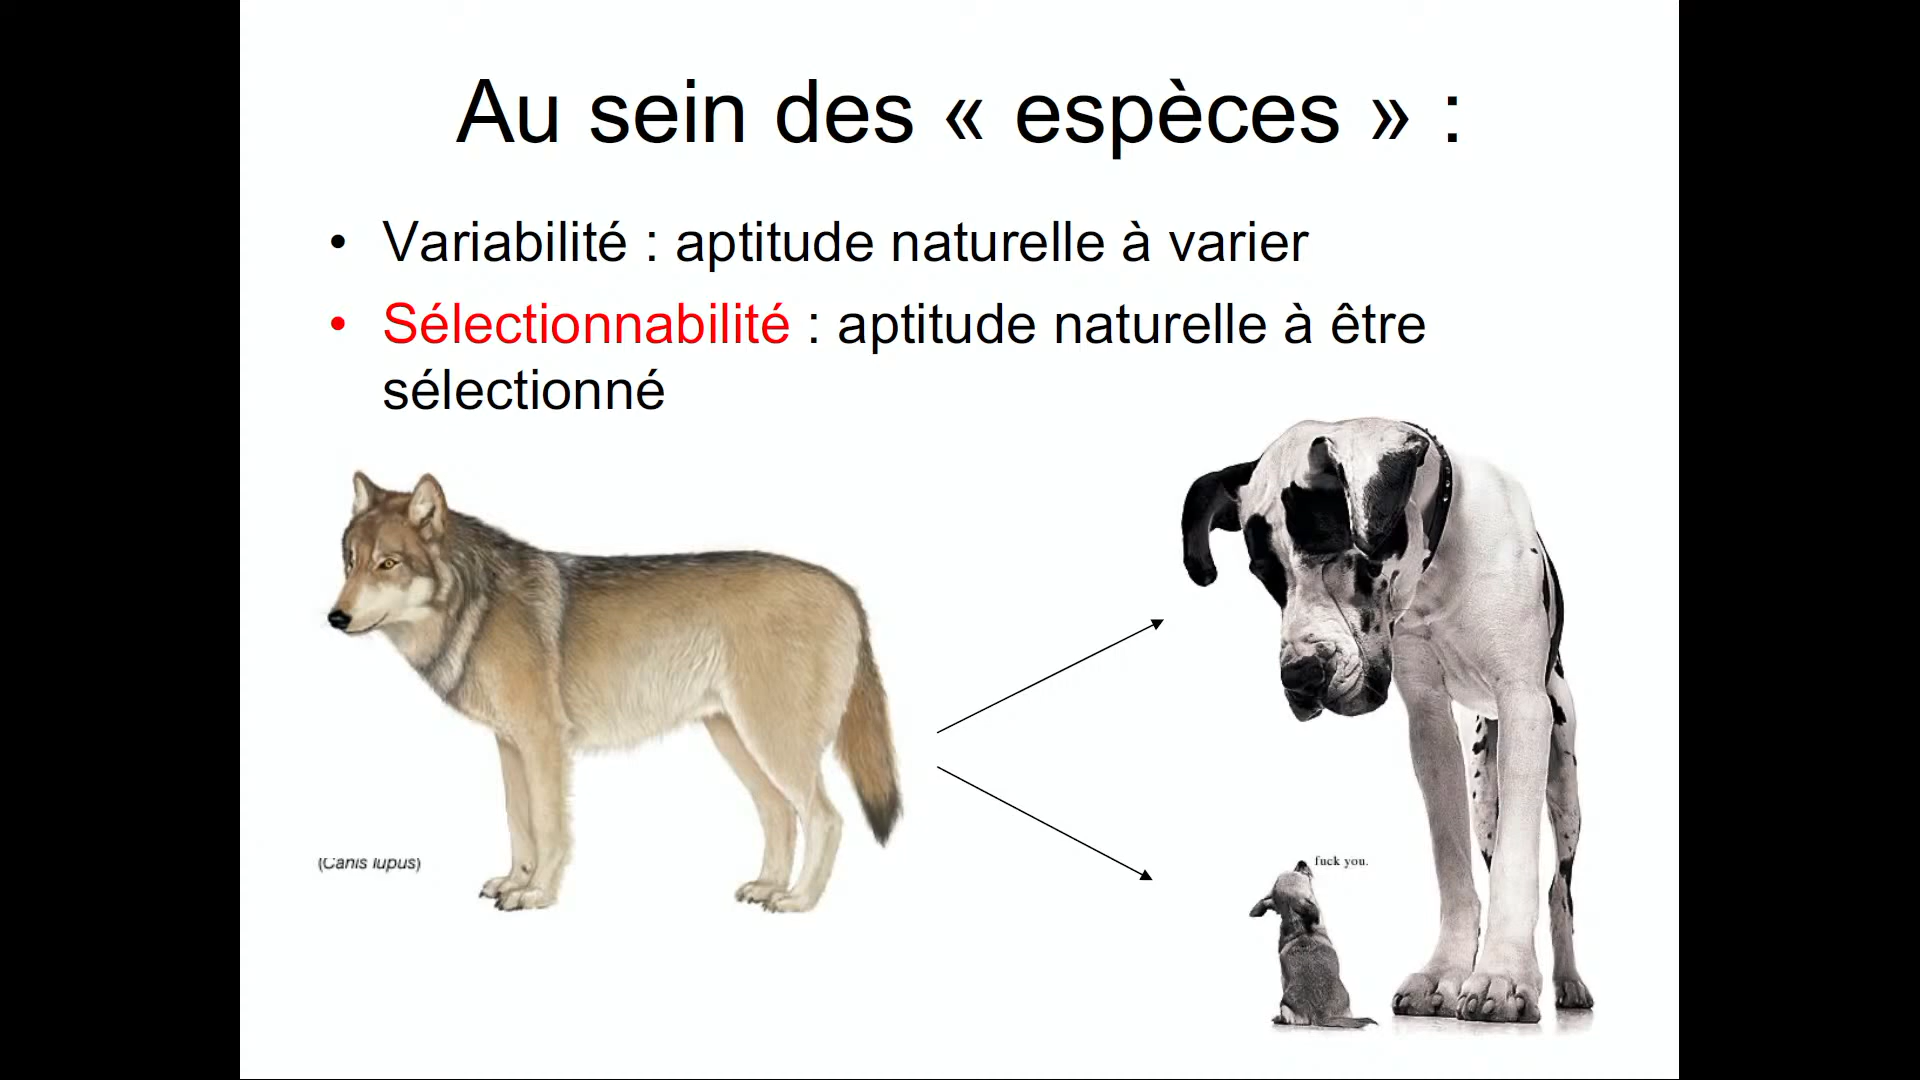 Au sein des « espèces » :
• Variabilité : aptitude naturelle à varier
• Sélectionnabilité : aptitude naturelle à être
sélectionné
(Canis lupus)
fuck you.